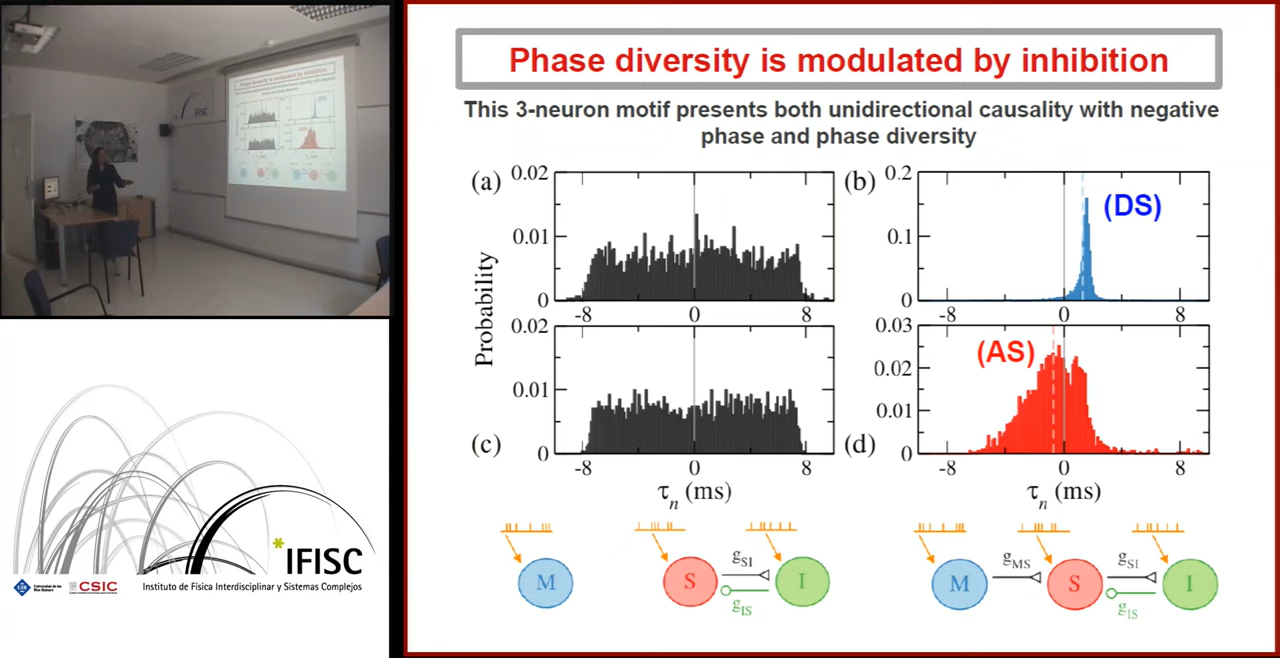 Phase diversity is modulated by inhibition
This 3-neuron motif presents both unidirectional causality with negative
phase and phase diversity
Probability
(a)
0.02
0.01
0
-8
0
8
(b)
0.2
0.1
0
-8
0
8
(DS)
(c)
0.02
0.01
0
-8
0
8
τn (ms)
(d)
0.03
0.02
0.01
0
-8
0
8
(AS)
τn (ms)
M
S
gSI
gIS
I
M
gMS
S
gSI
gIS
I
IFISC
*IFISC
CSIC
Instituto de Física Interdisciplinar y Sistemas Complejos